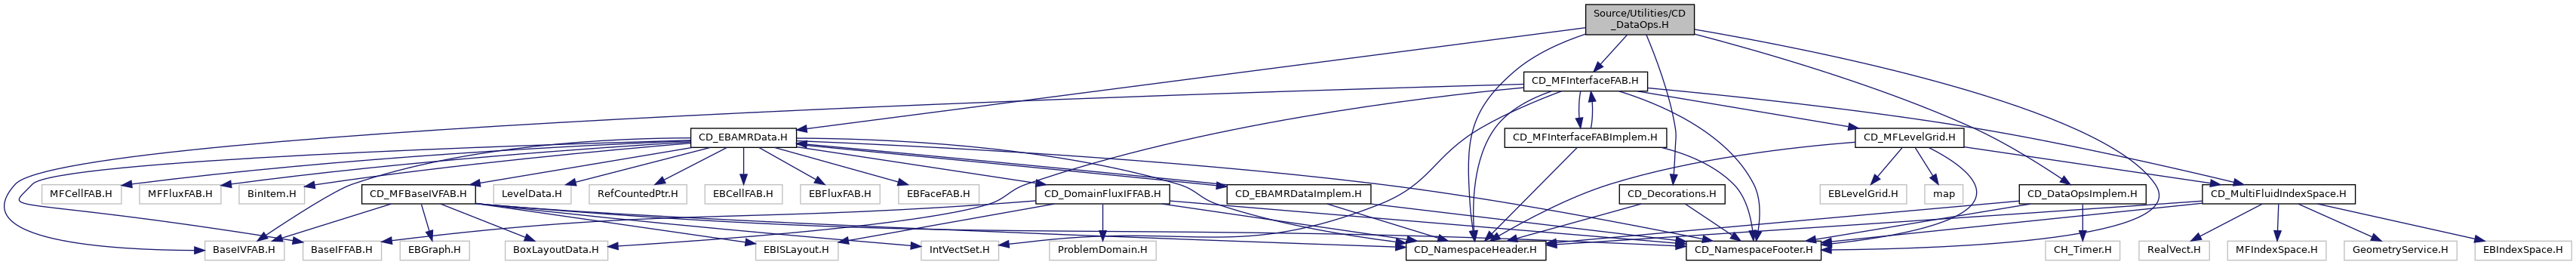 Source/Utilities/CD
_DataOps.H
CD_MFInterfaceFAB.H
CD_EBAMRData.H
CD_MFInterfaceFABImplem.H
CD_MFLevelGrid.H
MFCellFAB.H
MFFluxFAB.H
BinItem.H
CD_MFBaseIVFAB.H
LevelData.H
RefCountedPtr.H
EBCellFAB.H
EBFluxFAB.H
EBFaceFAB.H
CD_DomainFluxIFFAB.H
CD_EBAMRDataImplem.H
CD_Decorations.H
EBLevelGrid.H
map
CD_DataOpsImplem.H
CD_MultiFluidIndexSpace.H
BaseIVFAB.H
BaseIFFAB.H
EBGraph.H
BoxLayoutData.H
EBISLayout.H
IntVectSet.H
ProblemDomain.H
CD_NamespaceHeader.H
CD_NamespaceFooter.H
CH_Timer.H
RealVect.H
MFIndexSpace.H
GeometryService.H
EBIndexSpace.H